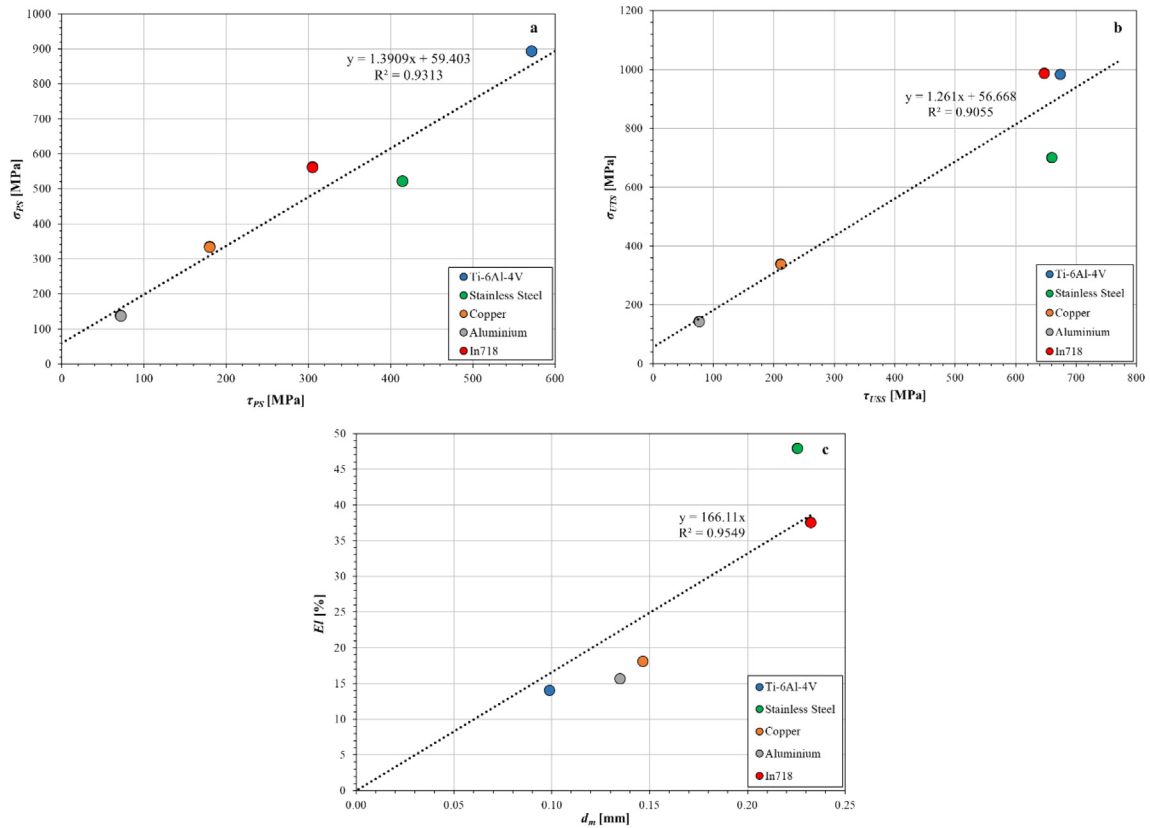 a
1000
900
800
700
600
500
400
300
200
100
0
σPS [MPa]
y = 1.3909x + 59.403
R² = 0.9313
Ti-6Al-4V
Stainless Steel
Copper
Aluminium
In718
0 100 200 300 400 500 600
τPS [MPa]
b
1200
1000
800
600
400
200
0
σUTS [MPa]
y = 1.261x + 56.668
R² = 0.9055
Ti-6Al-4V
Stainless Steel
Copper
Aluminium
In718
0 100 200 300 400 500 600 700 800
τUSS [MPa]
c
50
45
40
35
30
25
20
15
10
5
0
El [%]
y = 166.11x
R² = 0.9549
Ti-6Al-4V
Stainless Steel
Copper
Aluminium
In718
0.00 0.05 0.10 0.15 0.20 0.25
dm [mm]